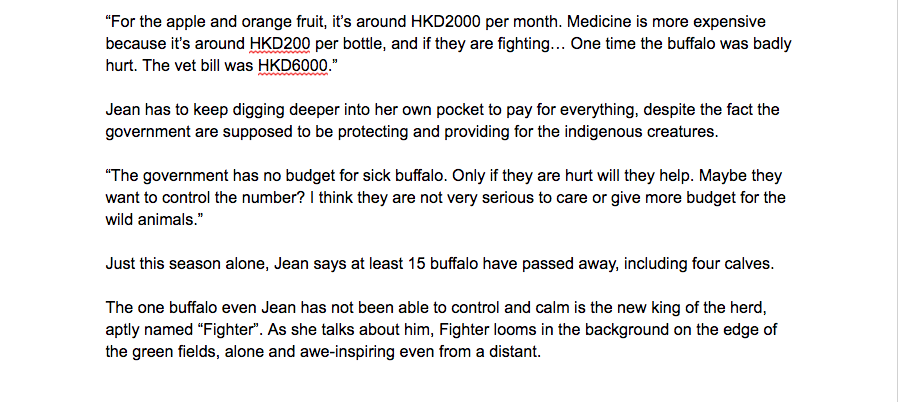 “For the apple and orange fruit, it’s around HKD2000 per month. Medicine is more expensive
because it’s around HKD200 per bottle, and if they are fighting… One time the buffalo was badly
hurt. The vet bill was HKD6000.”
Jean has to keep digging deeper into her own pocket to pay for everything, despite the fact the
government are supposed to be protecting and providing for the indigenous creatures.
“The government has no budget for sick buffalo. Only if they are hurt will they help. Maybe they
want to control the number? I think they are not very serious to care or give more budget for the
wild animals.”
Just this season alone, Jean says at least 15 buffalo have passed away, including four calves.
The one buffalo even Jean has not been able to control and calm is the new king of the herd,
aptly named “Fighter”. As she talks about him, Fighter looms in the background on the edge of
the green fields, alone and awe-inspiring even from a distant.